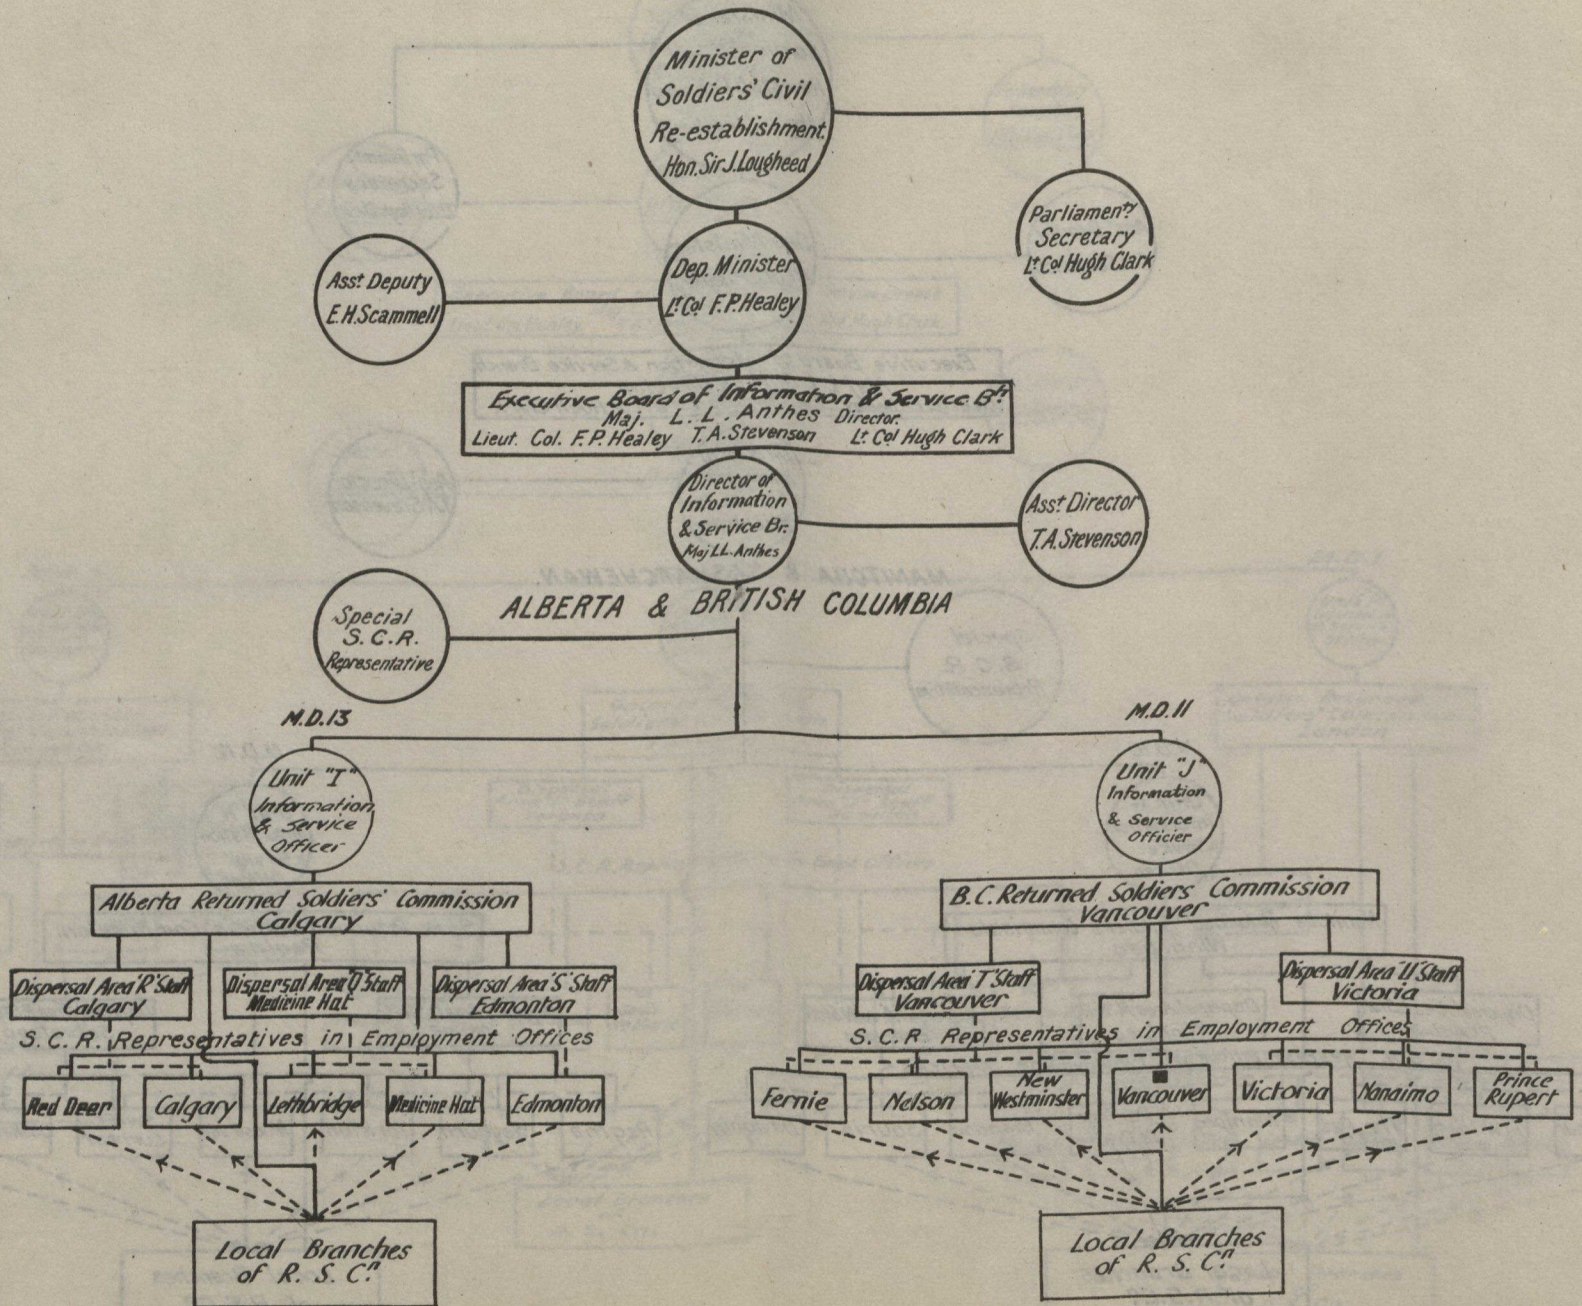 Minister of
Soldiers' Civil
Re-establishment.
Hon. Sir J. Lougheed
Parliamenty
Secretary
Lt Col Hugh Clark
Asst Deputy
E.H. Scammell
Dep. Minister
Lt Col F.P. Healey
Executive Board of Information & Service Bh
Maj. L. L. Anthes Director.
Lieut. Col. F.P. Healey T.A. Stevenson Lt Col Hugh Clark
Director of
Information
& Service Br.
Maj L.L. Anthes
Asst Director
T.A. Stevenson
ALBERTA & BRITISH COLUMBIA
Special
S.C.R.
Representative
M.D.13
M.D.11
Unit "I"
Information
& Service
Officer
Unit "J"
Information
& Service
Officier
Alberta Returned Soldiers' Commission
Calgary
B.C. Returned Soldiers Commission
Vancouver
Dispersal Area "R" Staff
Calgary
Dispersal Area "Q" Staff
Medicine Hat
Dispersal Area "S" Staff
Edmonton
Dispersal Area "T" Staff
Vancouver
Dispersal Area "U" Staff
Victoria
S.C.R. Representatives in Employment Offices
S.C.R Representatives in Employment Offices
Red Deer
Calgary
Lethbridge
Medicine Hat
Edmonton
Fernie
Nelson
New
Westminster
Vancouver
Victoria
Nanaimo
Prince
Rupert
Local Branches
of R.S.Cn
Local Branches
of R.S.Cn